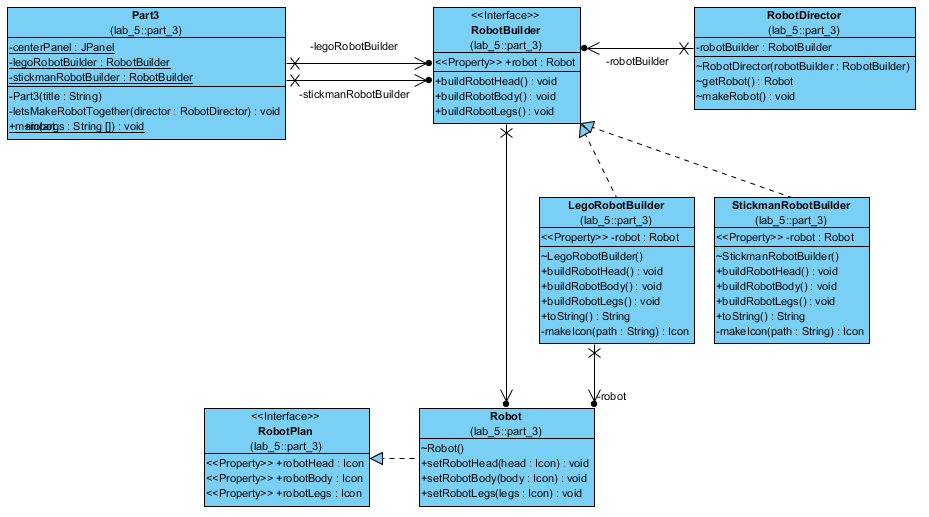 Part3
(lab_5::part_3)
-centerPanel : JPanel
-legoRobotBuilder : RobotBuilder
-stickmanRobotBuilder : RobotBuilder
-Part3(title : String)
-letsMakeRobotTogether(director : RobotDirector) : void
: String []) : void
-legoRobotBuilder
-stickmanRobotBuilder
<<Interface>>
RobotBuilder
(lab_5::part_3)
<<Property>> +robot : Robot
+buildRobotHead() : void
+buildRobotBody() : void
+buildRobotLegs() : void
-robotBuilder
RobotDirector
(lab_5::part_3)
-robotBuilder : RobotBuilder
~RobotDirector(robotBuilder : RobotBuilder)
~getRobot() : Robot
~makeRobot() : void
LegoRobotBuilder
(lab_5::part_3)
<<Property>> -robot : Robot
~LegoRobotBuilder()
+buildRobotHead() : void
+buildRobotBody() : void
+buildRobotLegs() : void
+toString() : String
-makeIcon(path : String) : Icon
StickmanRobotBuilder
(lab_5::part_3)
<<Property>> -robot : Robot
~StickmanRobotBuilder()
+buildRobotHead() : void
+buildRobotBody() : void
+buildRobotLegs() : void
+toString() : String
-makeIcon(path : String) : Icon
-robot
<<Interface>>
RobotPlan
(lab_5::part_3)
<<Property>> +robotHead : Icon
<<Property>> +robotBody : Icon
<<Property>> +robotLegs : Icon
Robot
(lab_5::part_3)
~Robot()
+setRobotHead(head : Icon) : void
+setRobotBody(body : Icon) : void
+setRobotLegs(legs : Icon) : void